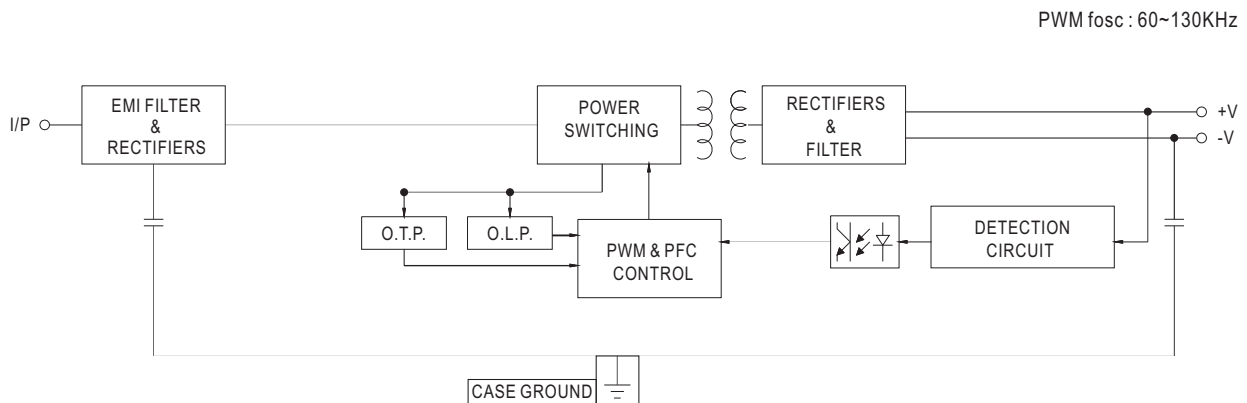 PWM fosc : 60~130KHz
EMI FILTER
&
RECTIFIERS
I/P
POWER
SWITCHING
RECTIFIERS
&
FILTER
+V
-V
O.T.P.
O.L.P.
PWM & PFC
CONTROL
DETECTION
CIRCUIT
CASE GROUND